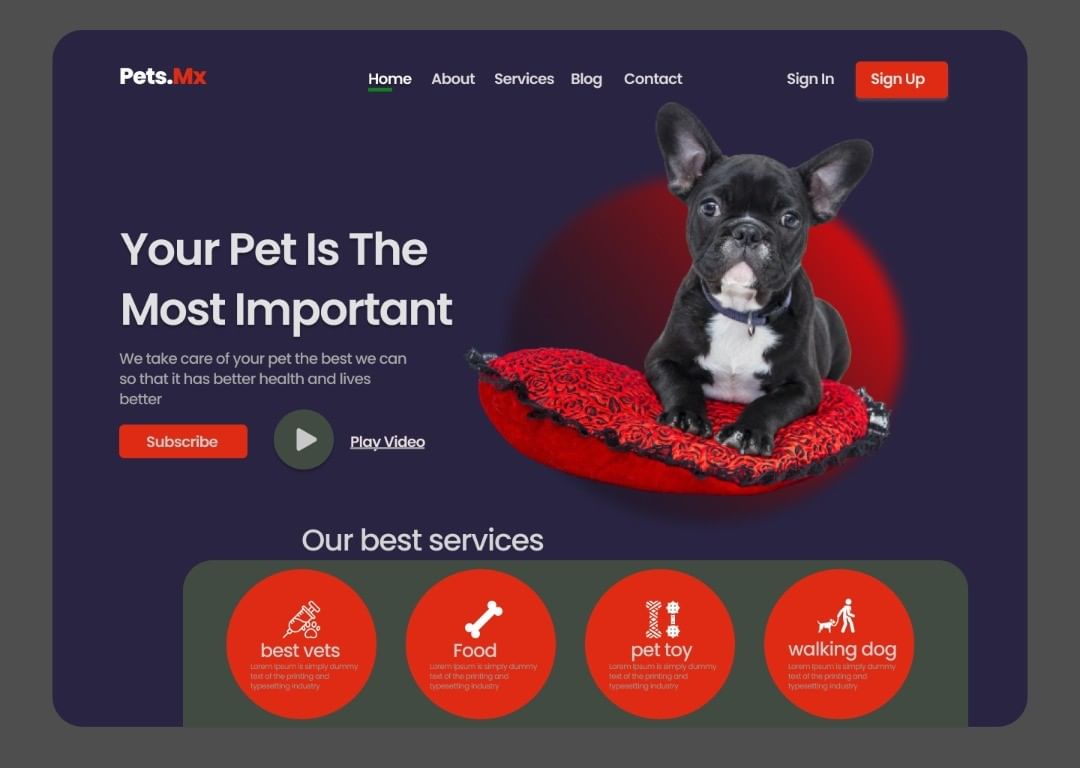 Pets.Mx
Home About Services Blog Contact
Sign In Sign Up
Your Pet Is The
Most Important
We take care of your pet the best we can
so that it has better health and lives
better
Subscribe
Play Video
Our best services
best vets
Lorem Ipsum is simply dummy
text of the printing and
typesetting industry
Food
Lorem Ipsum is simply dummy
text of the printing and
typesetting industry
pet toy
Lorem Ipsum is simply dummy
text of the printing and
typesetting industry
walking dog
Lorem Ipsum is simply dummy
text of the printing and
typesetting industry